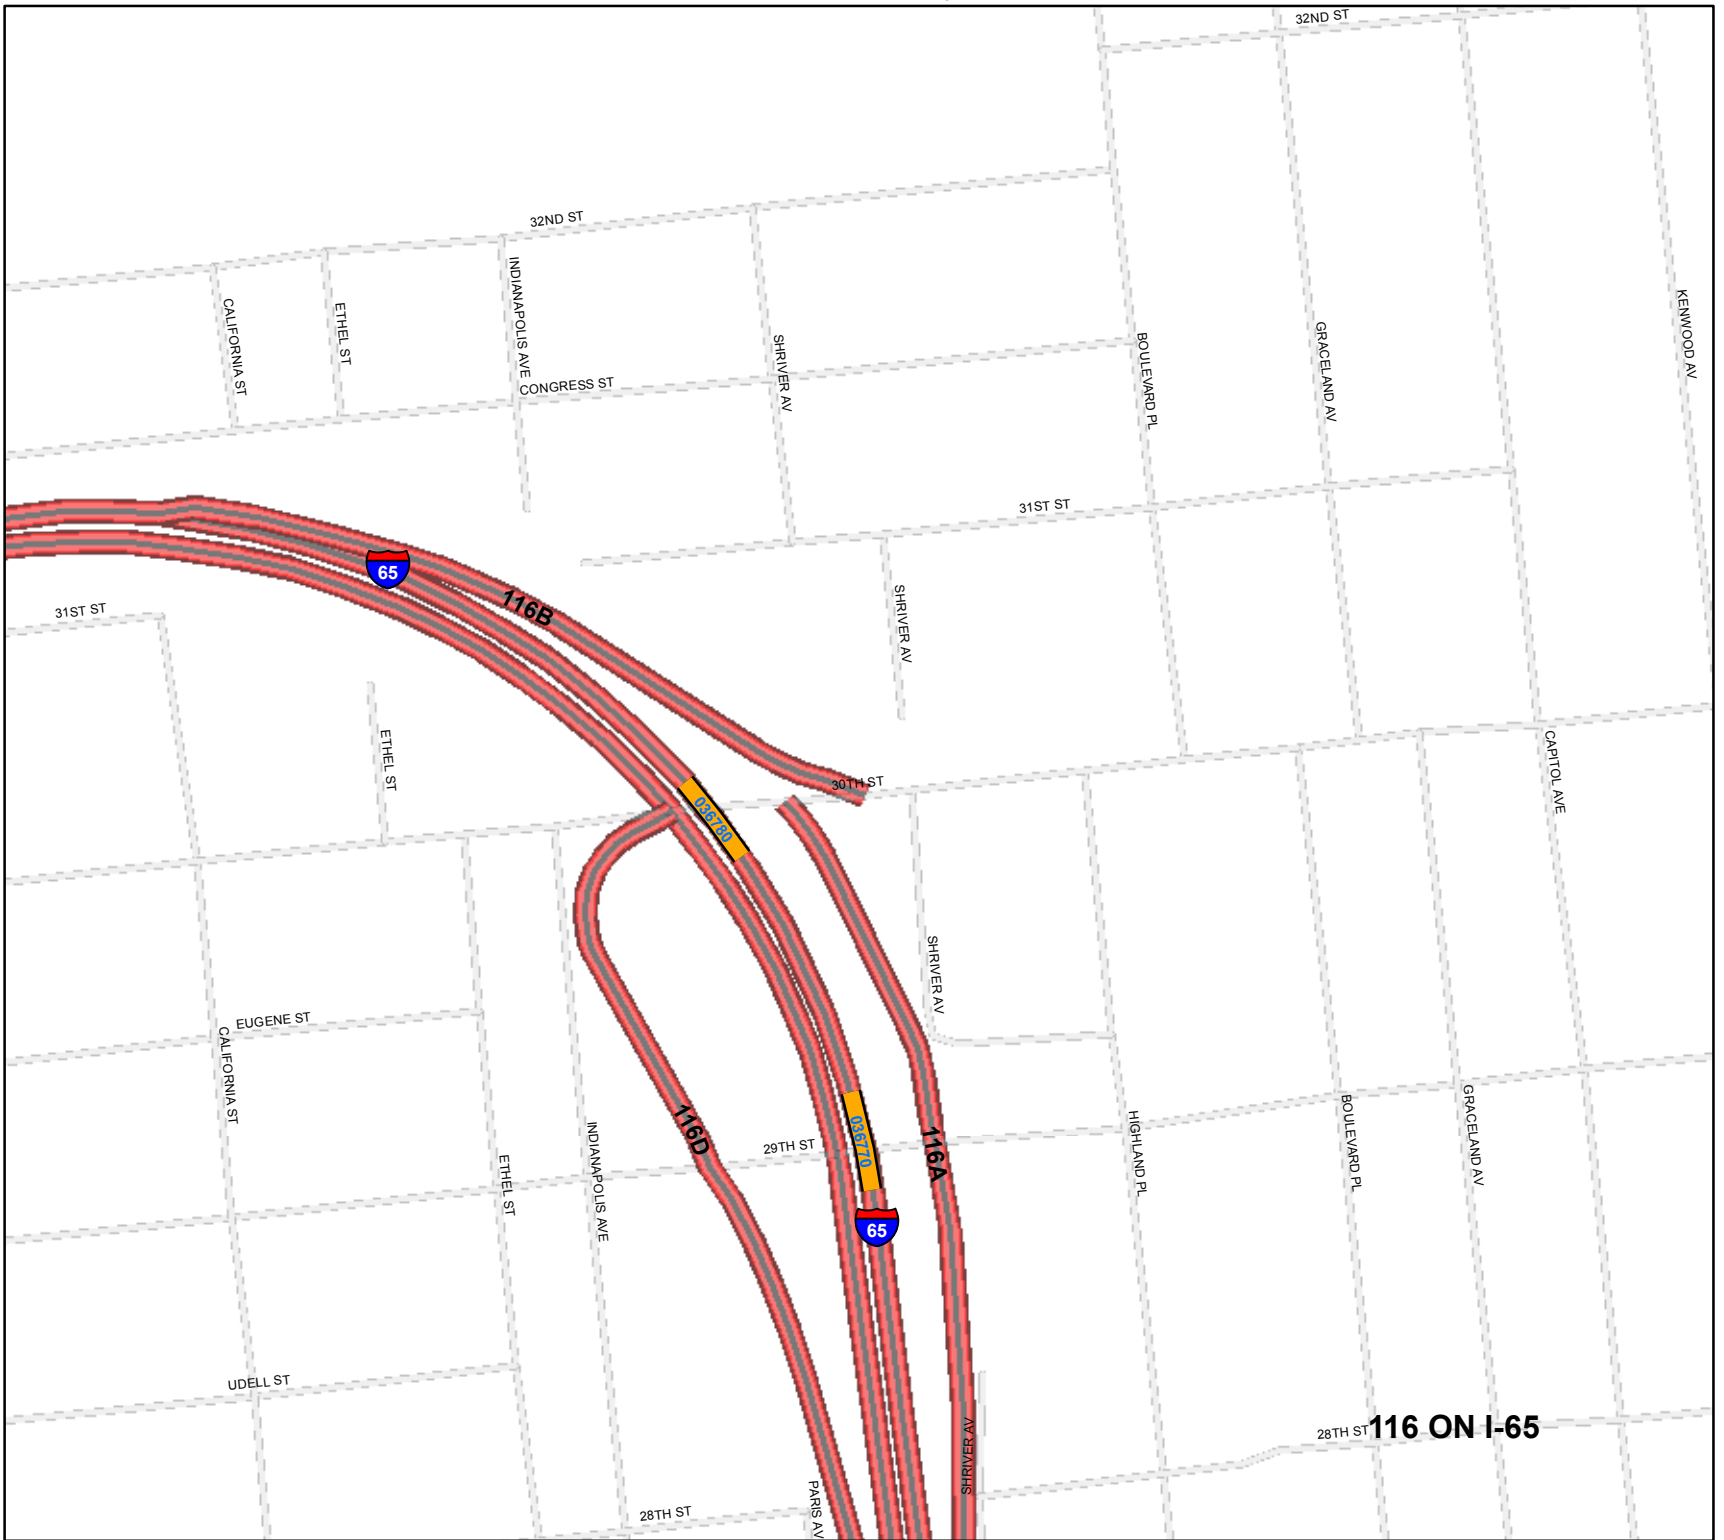 32ND ST
32ND ST
CALIFORNIA ST
ETHEL ST
INDIANAPOLIS AVE
SHRIVER AV
BOULEVARD PL
GRACELAND AV
KENWOOD AV
CONGRESS ST
31ST ST
65
116B
31ST ST
SHRIVER AV
ETHEL ST
30TH ST
CAPITOL AVE
036780
SHRIVER AV
EUGENE ST
CALIFORNIA ST
116D
29TH ST
036770
116A
HIGHLAND PL
BOULEVARD PL
GRACELAND AV
INDIANAPOLIS AVE
ETHEL ST
65
UDELL ST
SHRIVER AV
28TH ST
116 ON I-65
PARIS AV
28TH ST